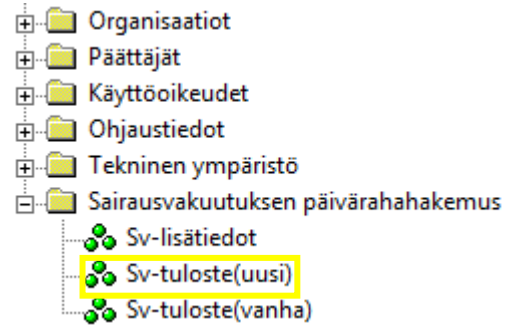 Organisaatiot
Päättäjät
Käyttöoikeudet
Ohjaustiedot
Tekninen ympäristö
Sairausvakuutuksen päivärahahakemus
Sv-lisätiedot
Sv-tuloste(uusi)
Sv-tuloste(vanha)